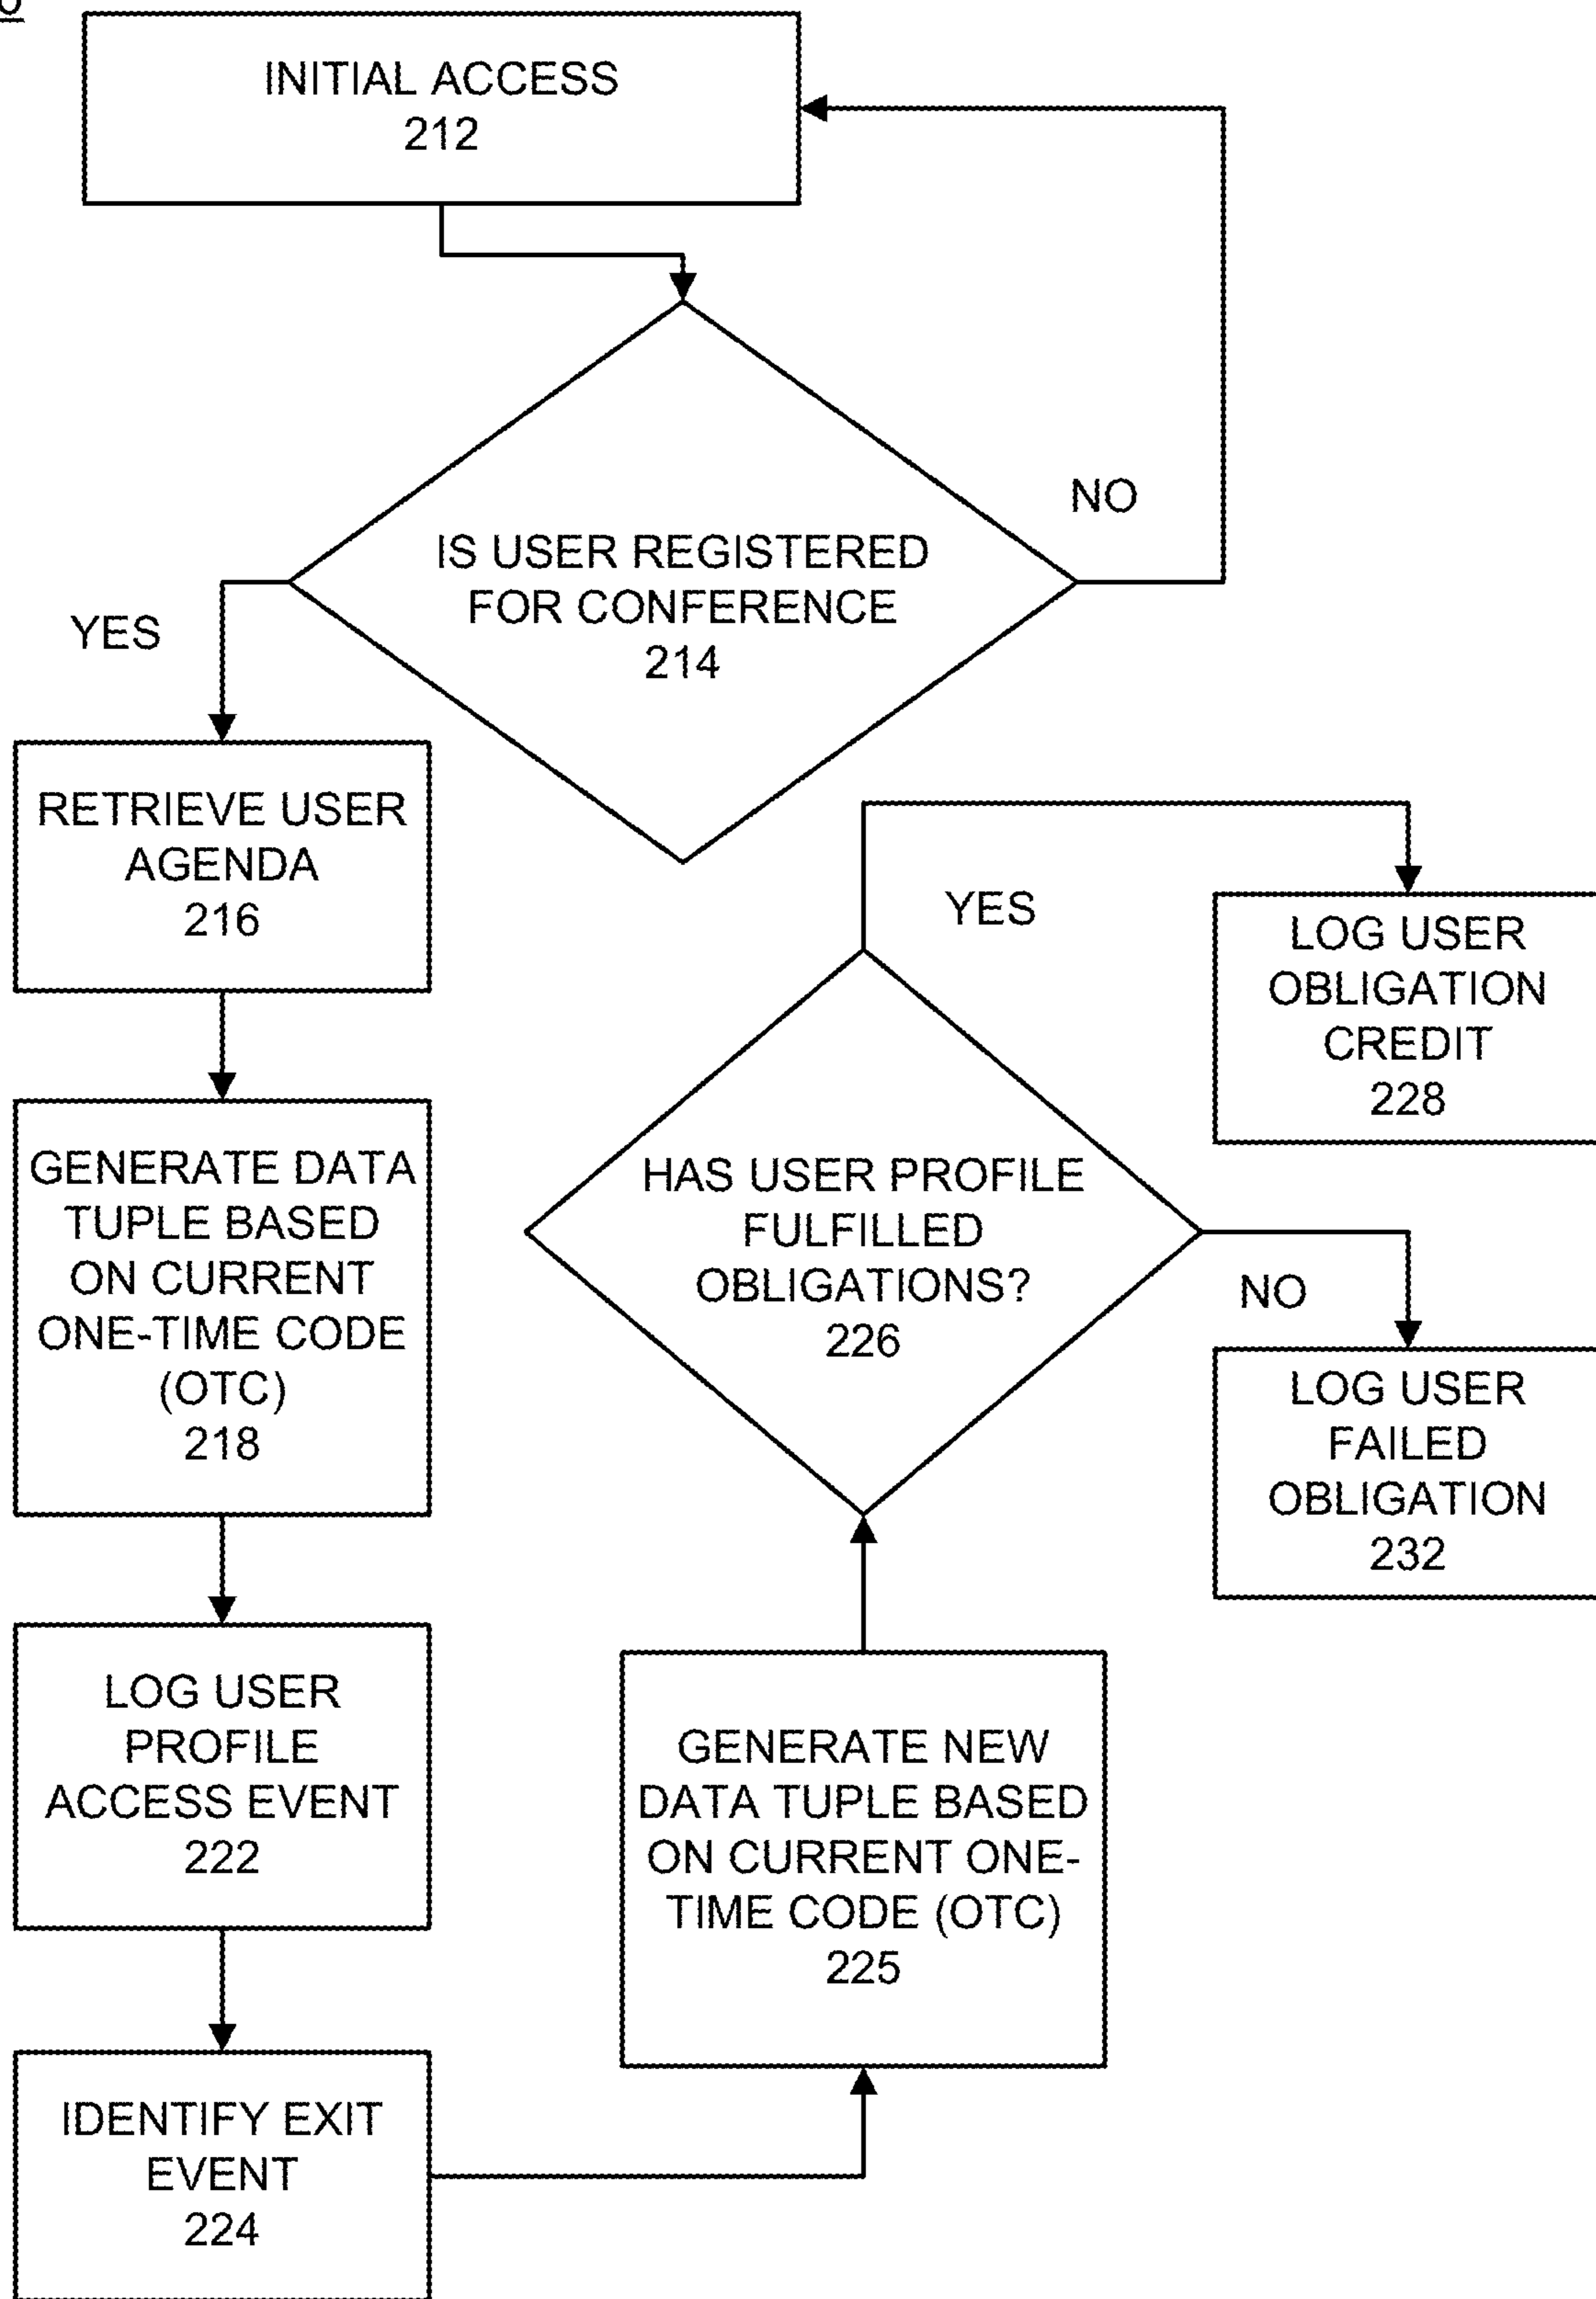 INITIAL ACCESS
212
IS USER REGISTERED
FOR CONFERENCE
214
NO
YES
RETRIEVE USER
AGENDA
216
GENERATE DATA
TUPLE BASED
ON CURRENT
ONE-TIME CODE
(OTC)
218
LOG USER
PROFILE
ACCESS EVENT
222
IDENTIFY EXIT
EVENT
224
GENERATE NEW
DATA TUPLE BASED
ON CURRENT ONE-
TIME CODE (OTC)
225
HAS USER PROFILE
FULFILLED
OBLIGATIONS?
226
YES
LOG USER
OBLIGATION
CREDIT
228
NO
LOG USER
FAILED
OBLIGATION
232